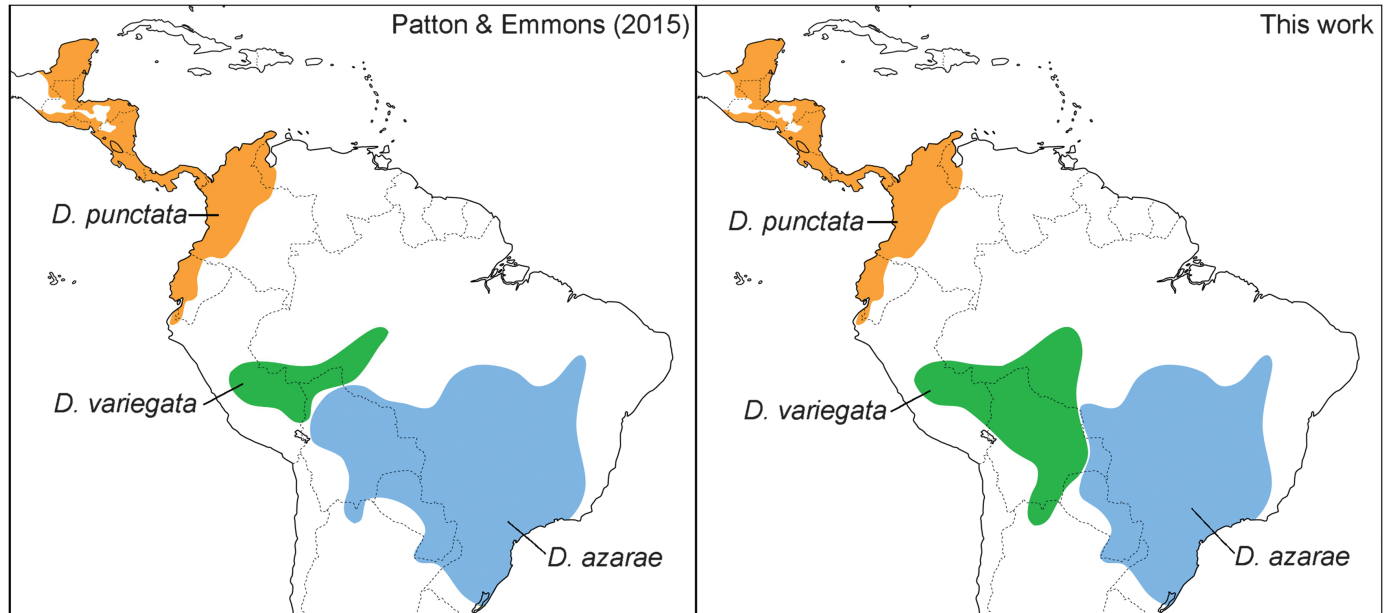 Patton & Emmons (2015)
D. punctata
D. variegata
D. azarae
This work
D. punctata
D. variegata
D. azarae